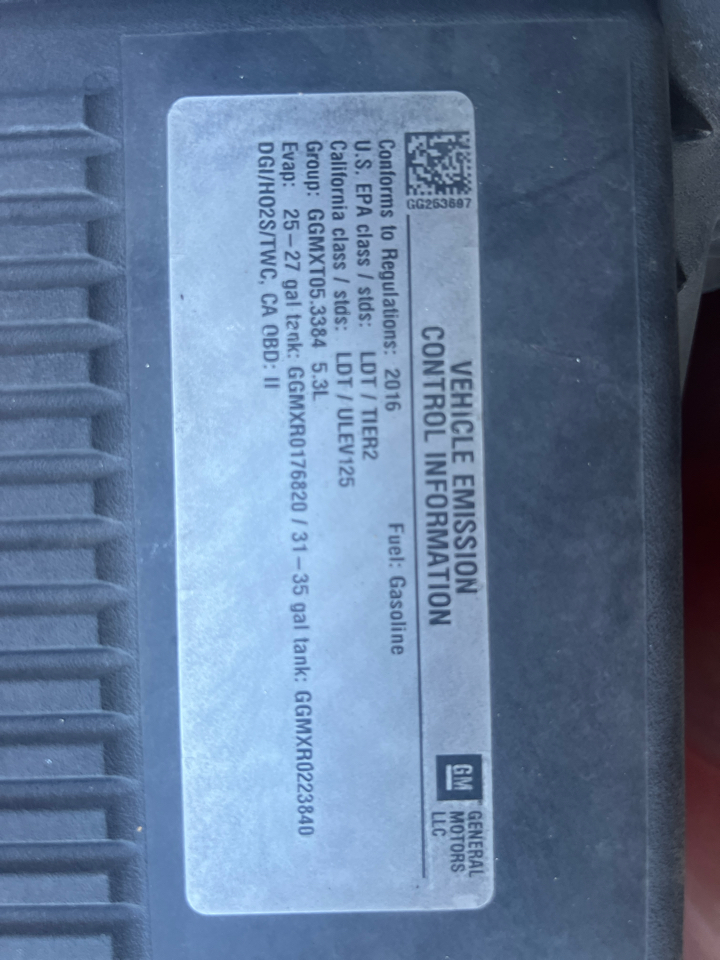 GG263697
VEHICLE EMISSION
CONTROL INFORMATION
GM
GENERAL
MOTORS
LLC
Conforms to Regulations: 2016 Fuel: Gasoline
U.S. EPA class / stds: LDT / TIER2
California class / stds: LDT / ULEV125
Group: GGMXT05.3384 5.3L
Evap: 25–27 gal tank: GGMXR0176820 / 31–35 gal tank: GGMXR0223840
DGI/HO2S/TWC, CA OBD: II